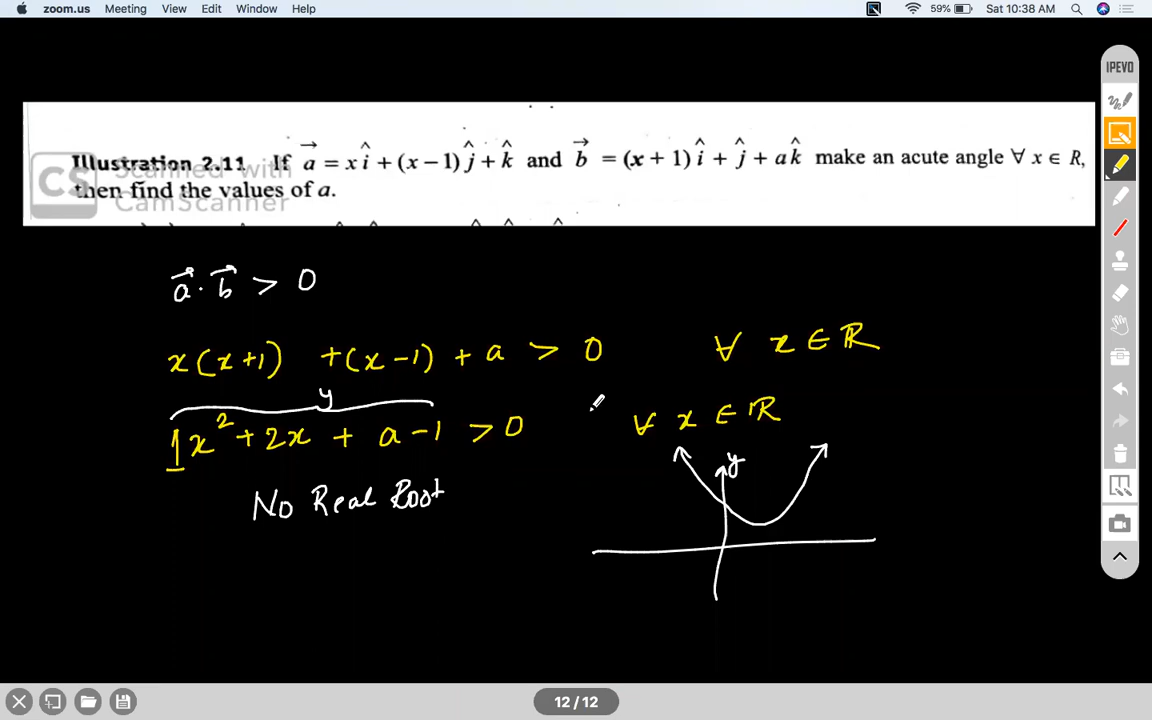 zoom.us Meeting View Edit Window Help 59% Sat 10:38 AM
IPEVO
Illustration 2.11 If a⃗ = x î + (x − 1) ĵ + k̂ and b⃗ = (x + 1) î + ĵ + a k̂ make an acute angle ∀ x ∈ R,
then find the values of a.
CS Scanned with
CamScanner
a⃗ · b⃗ > 0
x(x+1) +(x−1) + a > 0 ∀ x ∈ ℝ
y
1x² + 2x + a −1 > 0 ∀ x ∈ ℝ
y
No Real Root
12 / 12